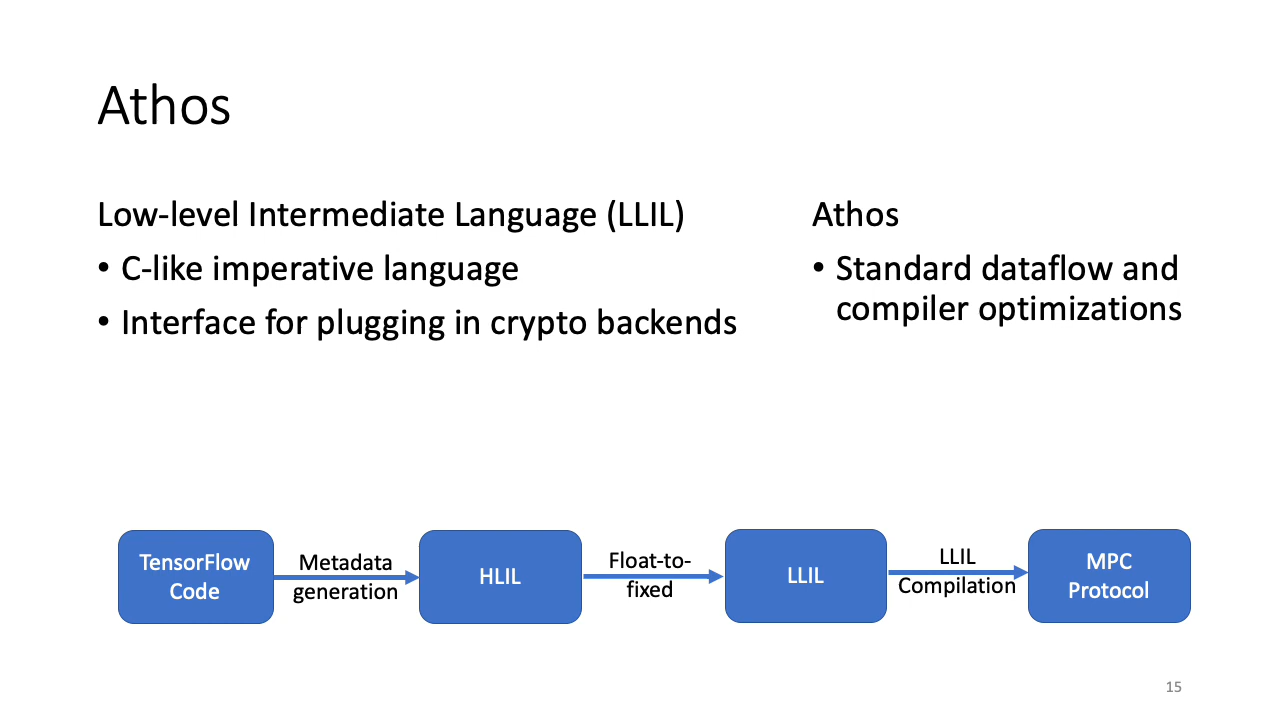 Athos
Low-level Intermediate Language (LLIL)
• C-like imperative language
• Interface for plugging in crypto backends
Athos
• Standard dataflow and
compiler optimizations
TensorFlow
Code
Metadata
generation
HLIL
Float-to-
fixed
LLIL
LLIL
Compilation
MPC
Protocol
15